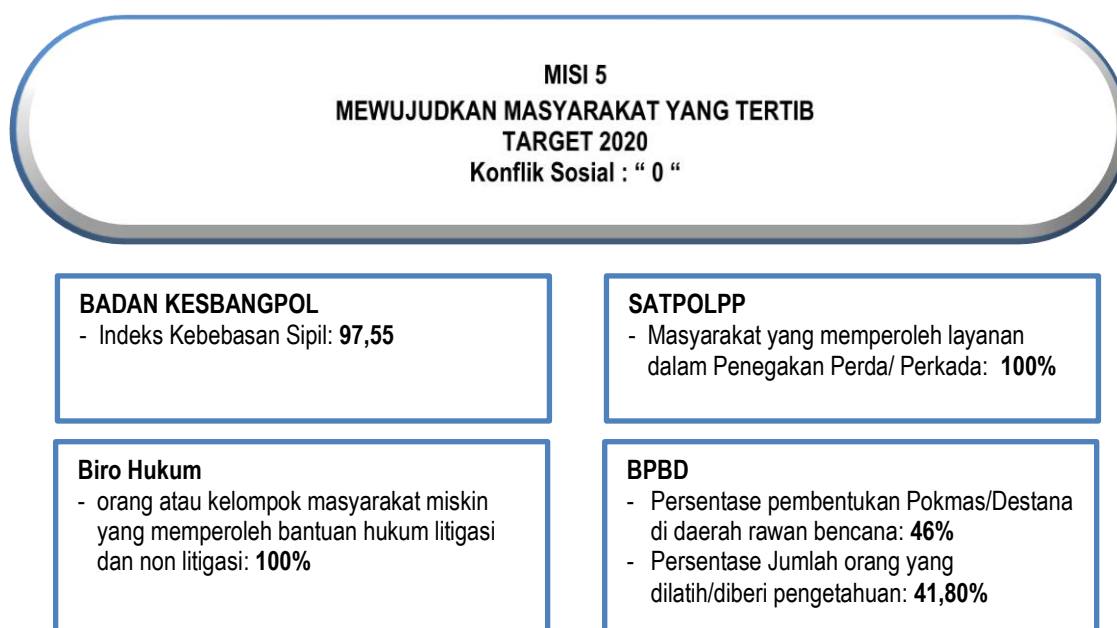 MISI 5
MEWUJUDKAN MASYARAKAT YANG TERTIB
TARGET 2020
Konflik Sosial : “ 0 “
BADAN KESBANGPOL
- Indeks Kebebasan Sipil: 97,55
SATPOLPP
- Masyarakat yang memperoleh layanan
dalam Penegakan Perda/ Perkada: 100%
Biro Hukum
- orang atau kelompok masyarakat miskin
yang memperoleh bantuan hukum litigasi
dan non litigasi: 100%
BPBD
- Persentase pembentukan Pokmas/Destana
di daerah rawan bencana: 46%
- Persentase Jumlah orang yang
dilatih/diberi pengetahuan: 41,80%